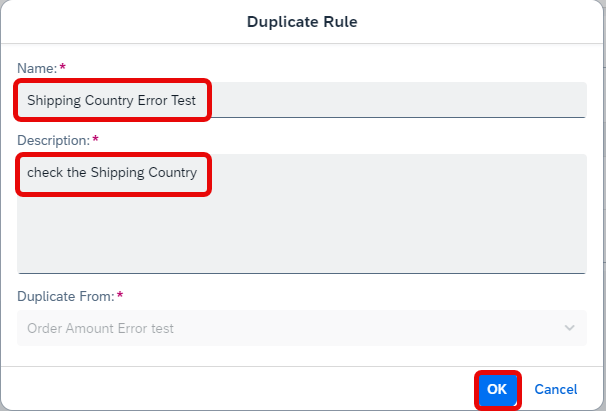 Duplicate Rule
Name:*
Shipping Country Error Test
Description:*
check the Shipping Country
Duplicate From:*
Order Amount Error test
OK Cancel